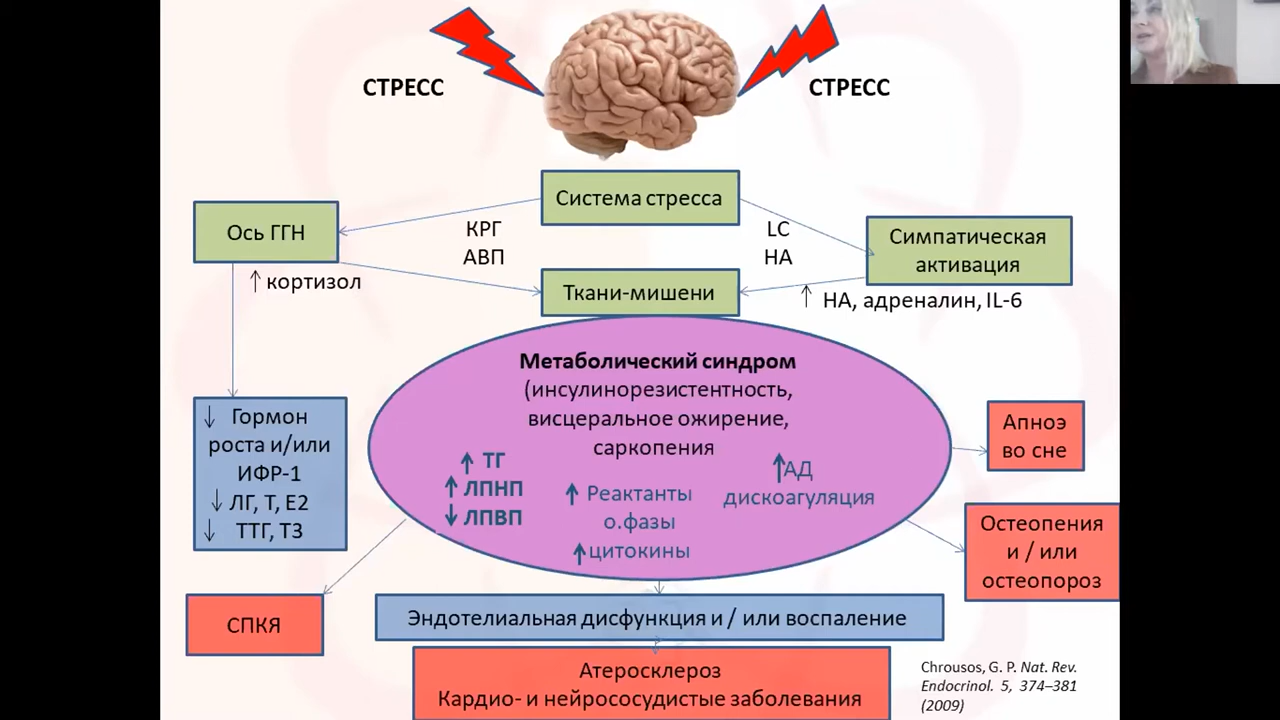 СТРЕСС
СТРЕСС
Система стресса
Ось ГГН
КРГ
АВП
LC
НА
Симпатическая
активация
↑ кортизол
Ткани-мишени
↑ НА, адреналин, IL-6
Метаболический синдром
(инсулинорезистентность,
висцеральное ожирение,
саркопения
↑ ТГ
↑ ЛПНП
↓ ЛПВП
↑ Реактанты
о.фазы
↑ цитокины
↑АД
дискоагуляция
↓ Гормон
роста и/или
ИФР-1
↓ ЛГ, Т, Е2
↓ ТТГ, Т3
Апноэ
во сне
Остеопения
и / или
остеопороз
СПКЯ
Эндотелиальная дисфункция и / или воспаление
Атеросклероз
Кардио- и нейрососудистые заболевания
Chrousos, G. P. Nat. Rev.
Endocrinol. 5, 374–381
(2009)